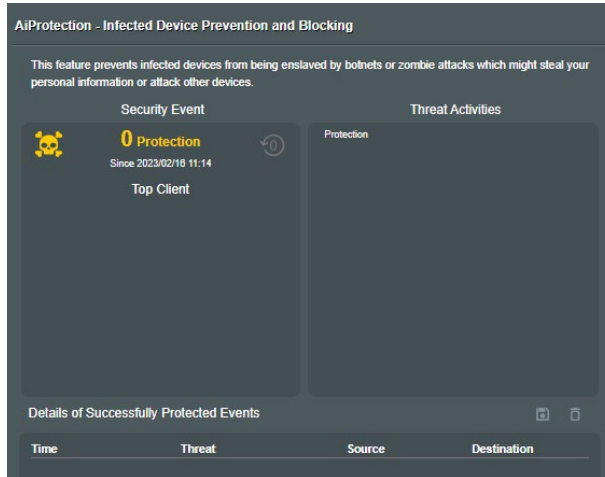 AiProtection - Infected Device Prevention and Blocking
This feature prevents infected devices from being enslaved by botnets or zombie attacks which might steal your
personal information or attack other devices.
Security Event
Threat Activities
0 Protection
0
Since 2023/02/16 11:14
Top Client
Protection
Details of Successfully Protected Events
Time Threat Source Destination